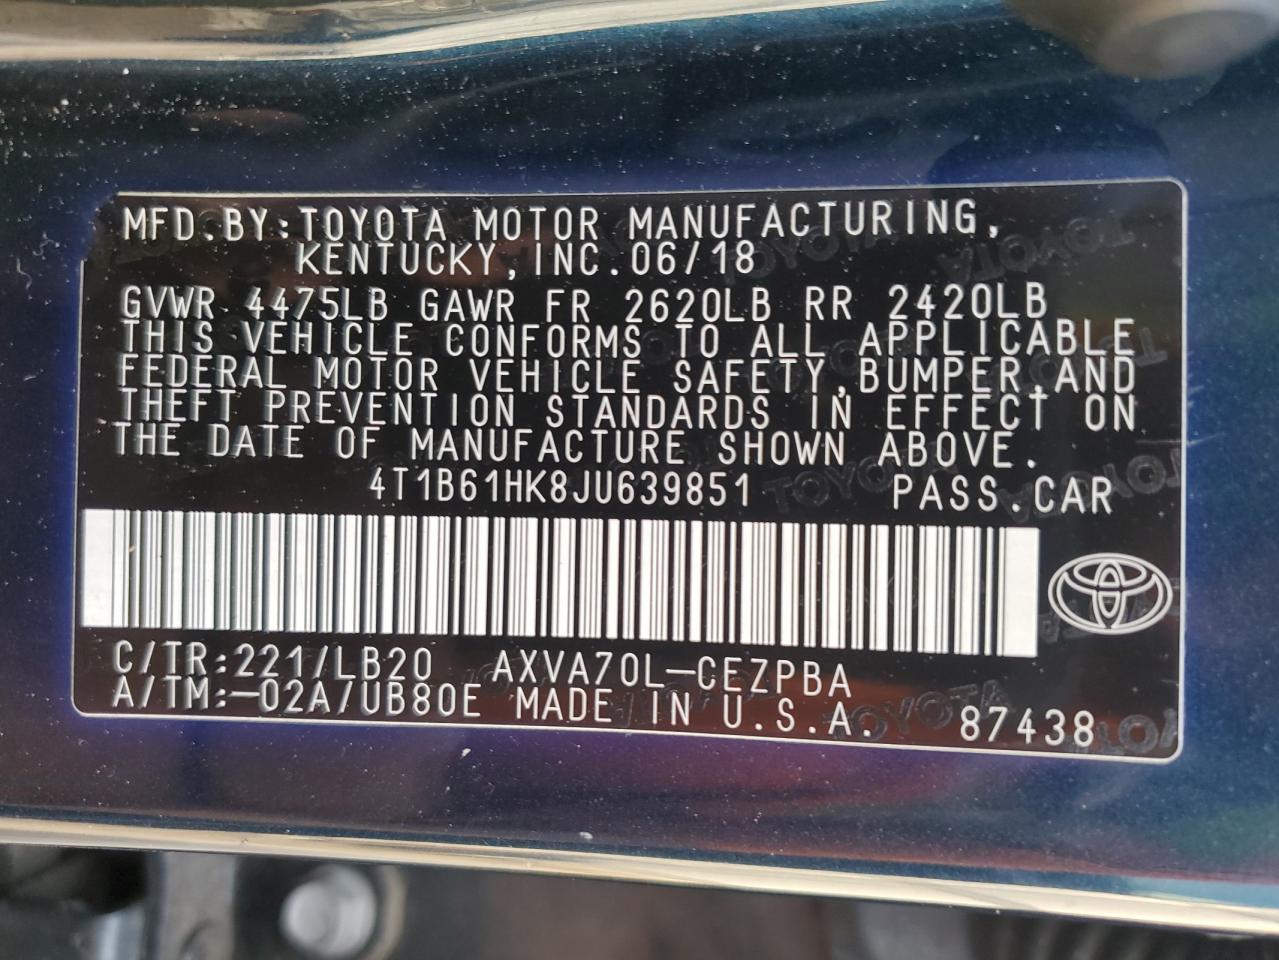 MFD.BY:TOYOTA MOTOR MANUFACTURING,
KENTUCKY,INC.06/18
GVWR 4475LB GAWR FR 2620LB RR 2420LB
THIS VEHICLE CONFORMS TO ALL APPLICABLE
FEDERAL MOTOR VEHICLE SAFETY,BUMPER,AND
THEFT PREVENTION STANDARDS IN EFFECT ON
THE DATE OF MANUFACTURE SHOWN ABOVE.
4T1B61HK8JU639851 PASS.CAR
C/TR:221/LB20 AXVA70L-CEZPBA
A/TM:-02A/UB80E MADE IN U.S.A. 87438